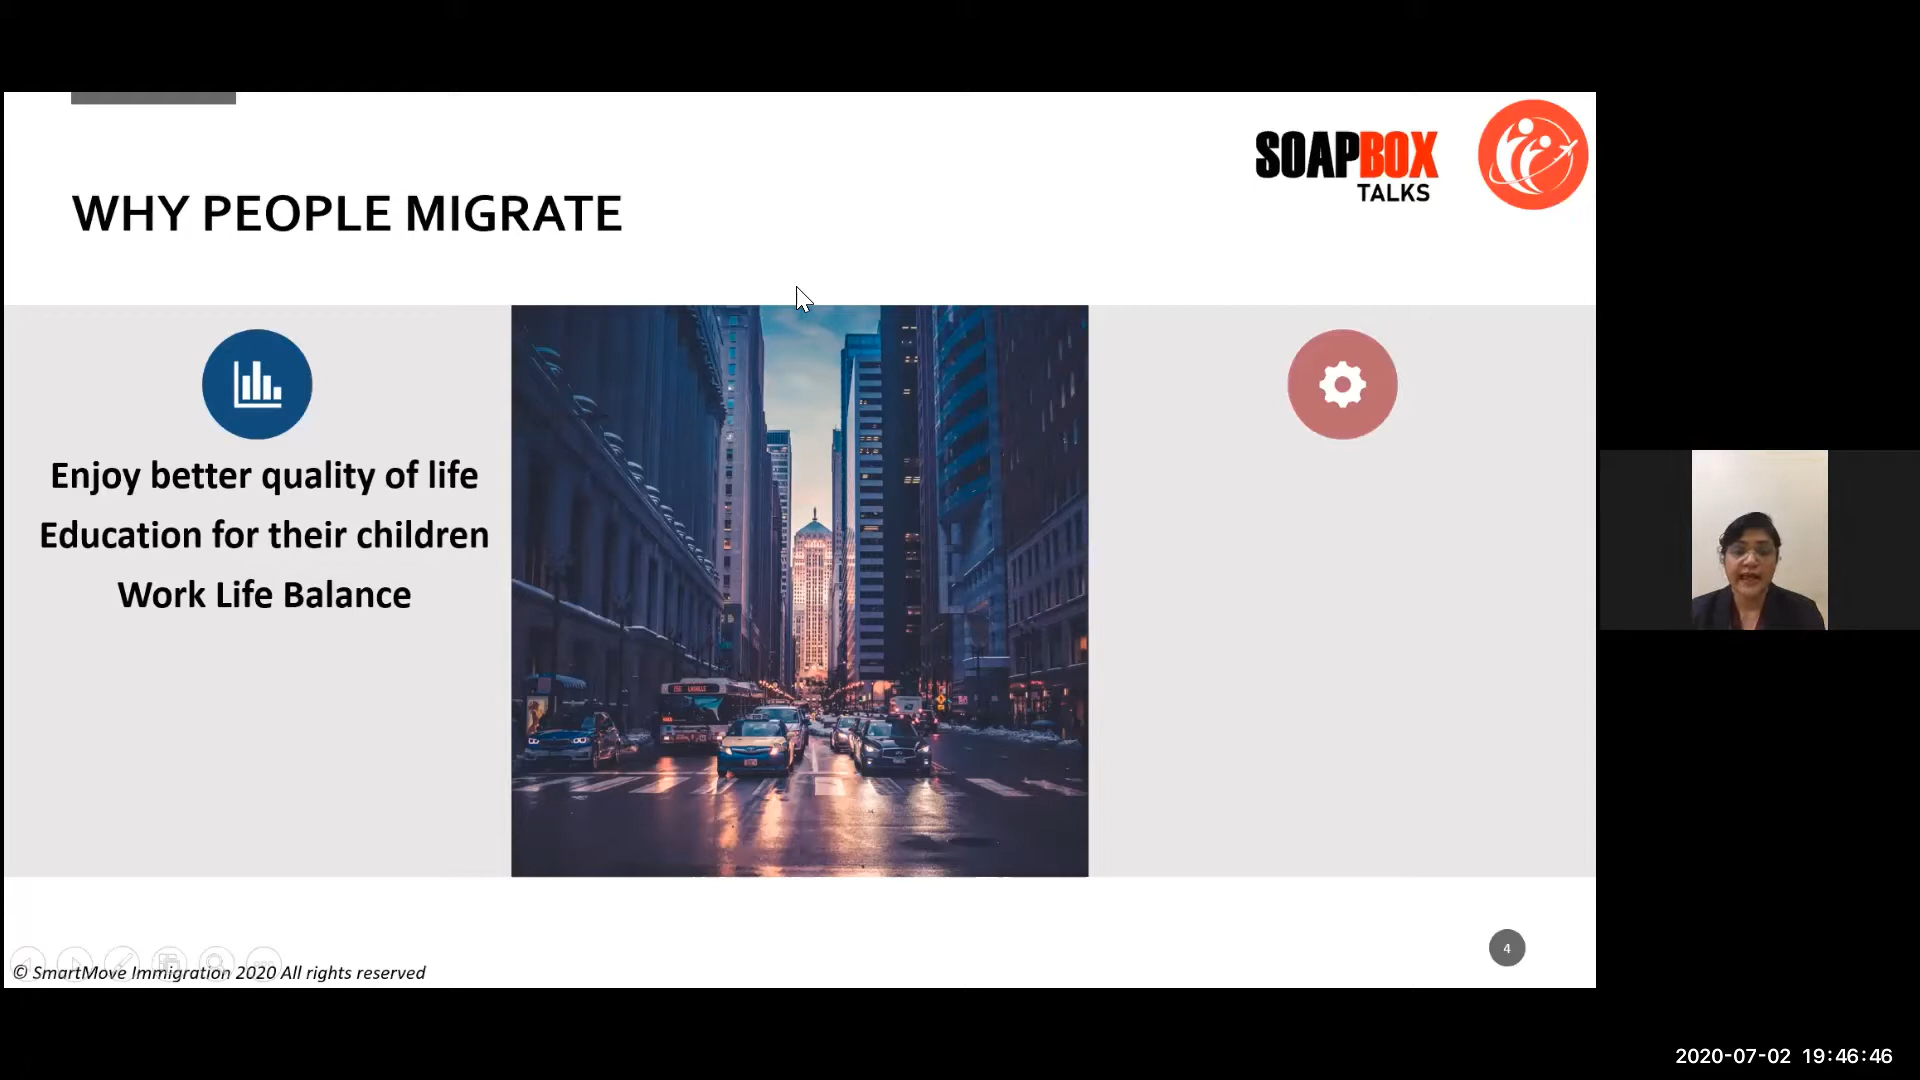 SOAPBOX
TALKS
WHY PEOPLE MIGRATE
Enjoy better quality of life
Education for their children
Work Life Balance
© SmartMove Immigration 2020 All rights reserved
4
2020-07-02 19:46:46